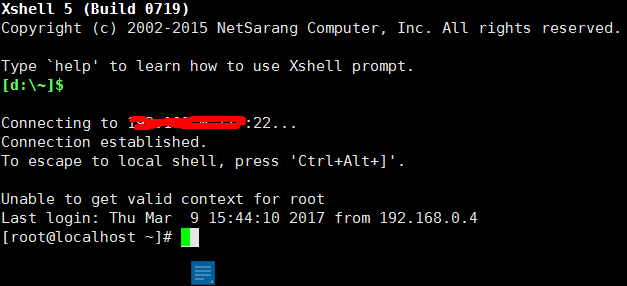 Xshell 5 (Build 0719)
Copyright (c) 2002-2015 NetSarang Computer, Inc. All rights reserved.
Type `help' to learn how to use Xshell prompt.
[d:\~]$
Connecting to :22...
Connection established.
To escape to local shell, press 'Ctrl+Alt+]'.
Unable to get valid context for root
Last login: Thu Mar  9 15:44:10 2017 from 192.168.0.4
[root@localhost ~]#